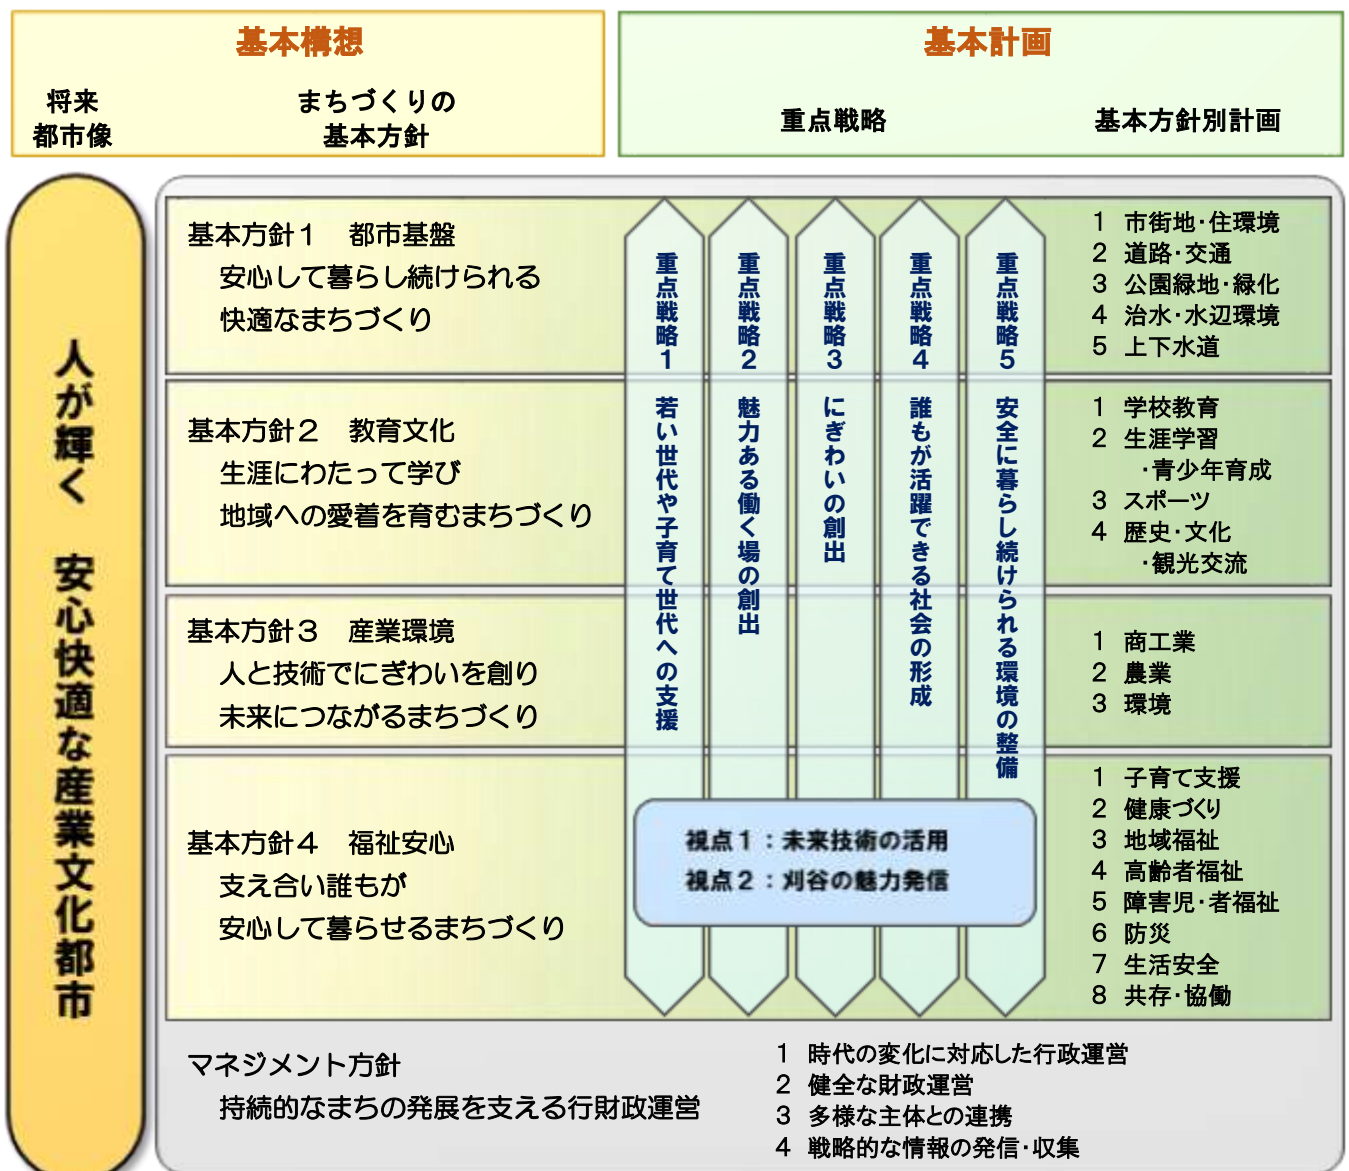 基本構想
将来
都市像
まちづくりの
基本方針
基本計画
重点戦略
基本方針別計画
人が輝く 安心快適な産業文化都市
基本方針1 都市基盤
安心して暮らし続けられる
快適なまちづくり
基本方針2 教育文化
生涯にわたって学び
地域への愛着を育むまちづくり
基本方針3 産業環境
人と技術でにぎわいを創り
未来につながるまちづくり
基本方針4 福祉安心
支え合い誰もが
安心して暮らせるまちづくり
重点戦略1 若い世代や子育て世代への支援
重点戦略2 魅力ある働く場の創出
重点戦略3 にぎわいの創出
重点戦略4 誰もが活躍できる社会の形成
重点戦略5 安全に暮らし続けられる環境の整備
視点1：未来技術の活用
視点2：刈谷の魅力発信
1 市街地・住環境
2 道路・交通
3 公園緑地・緑化
4 治水・水辺環境
5 上下水道
1 学校教育
2 生涯学習
・青少年育成
3 スポーツ
4 歴史・文化
・観光交流
1 商工業
2 農業
3 環境
1 子育て支援
2 健康づくり
3 地域福祉
4 高齢者福祉
5 障害児・者福祉
6 防災
7 生活安全
8 共存・協働
マネジメント方針
持続的なまちの発展を支える行財政運営
1 時代の変化に対応した行政運営
2 健全な財政運営
3 多様な主体との連携
4 戦略的な情報の発信・収集